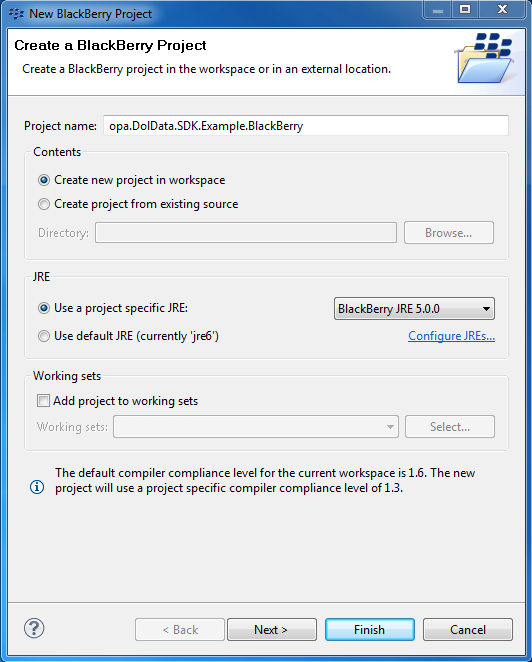 New BlackBerry Project
Create a BlackBerry Project
Create a BlackBerry project in the workspace or in an external location.
Project name: opa.DolData.SDK.Example.BlackBerry
Contents
Create new project in workspace
Create project from existing source
Directory: Browse...
JRE
Use a project specific JRE: BlackBerry JRE 5.0.0
Use default JRE (currently 'jre6') Configure JREs...
Working sets
Add project to working sets
Working sets: Select...
The default compiler compliance level for the current workspace is 1.6. The new
project will use a project specific compiler compliance level of 1.3.
? < Back Next > Finish Cancel